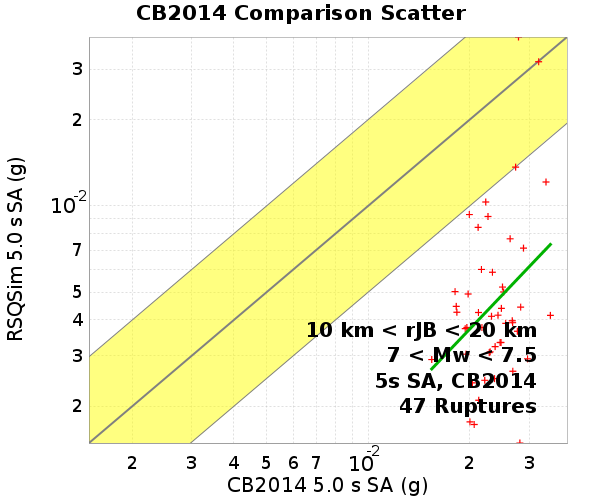 CB2014 Comparison Scatter
RSQSim 5.0 s SA (g)
3
2
10^-2
7
5
4
3
2
10 km < rJB < 20 km
7 < Mw < 7.5
5s SA, CB2014
47 Ruptures
2 3 4 5 6 7 10^-2 2 3
CB2014 5.0 s SA (g)